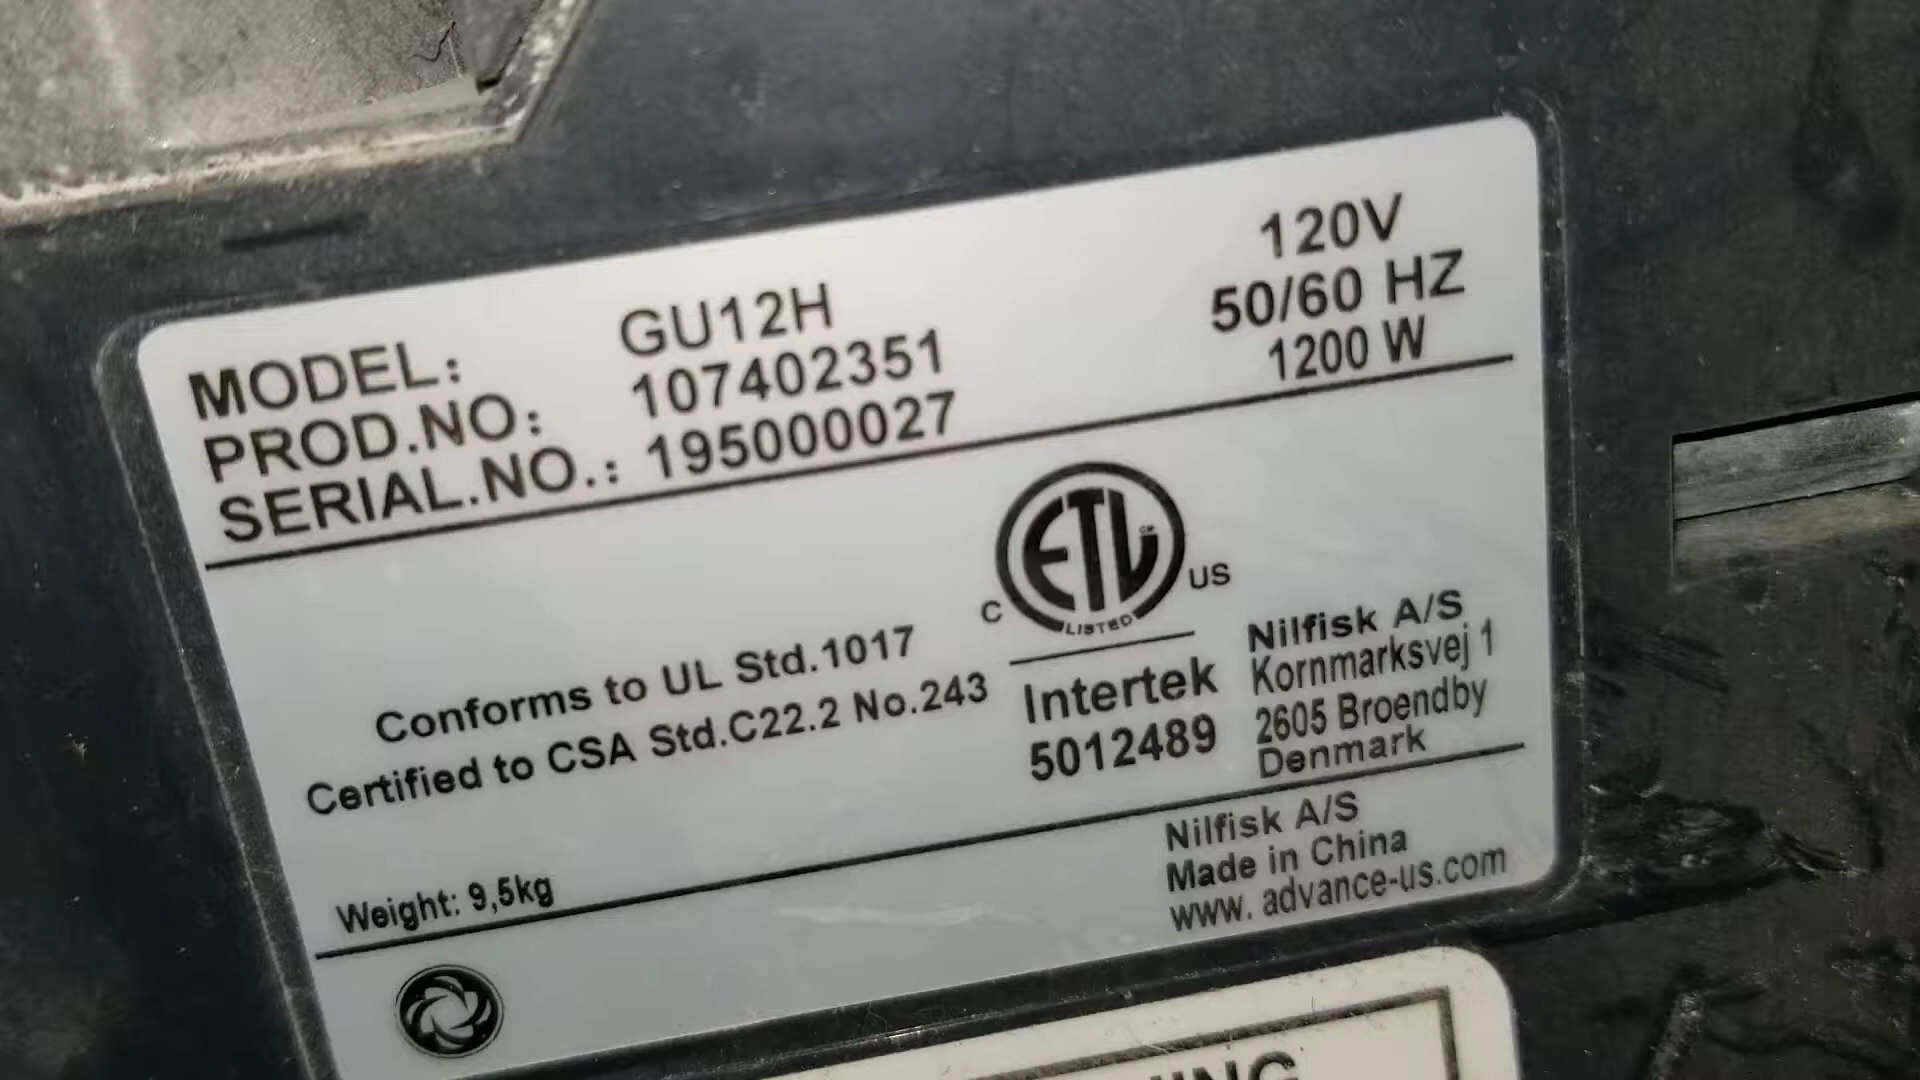 MODEL: GU12H
PROD.NO: 107402351
SERIAL.NO.: 195000027
120V
50/60 HZ
1200 W
Conforms to UL Std.1017
Certified to CSA Std.C22.2 No.243
C ETL CM US
LISTED
Intertek
5012489
Nilfisk A/S
Kornmarksvej 1
2605 Broendby
Denmark
Weight: 9,5kg
Nilfisk A/S
Made in China
www. advance-us.com